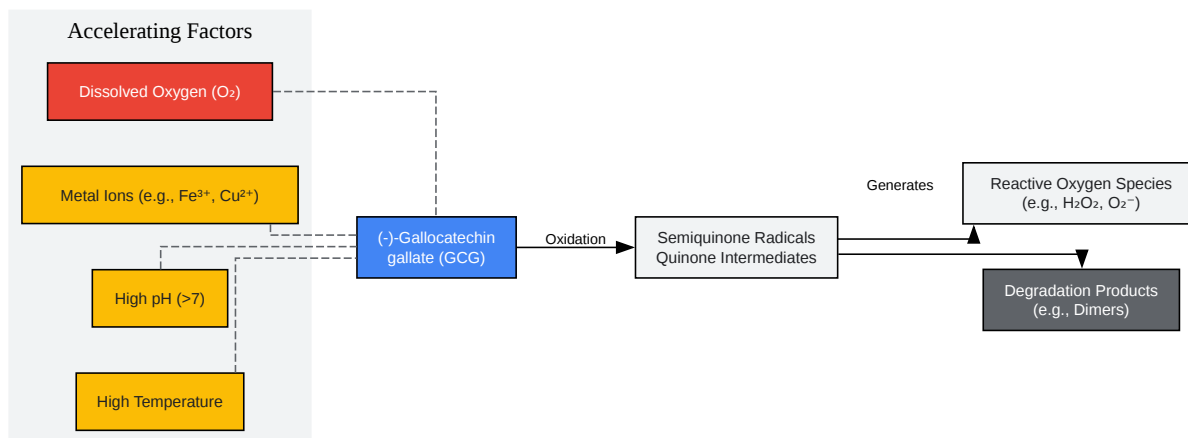 Accelerating Factors
Dissolved Oxygen (O₂)
Metal Ions (e.g., Fe³⁺, Cu²⁺)
High pH (>7)
High Temperature
(-)-Gallocatechin
gallate (GCG)
Oxidation
Semiquinone Radicals
Quinone Intermediates
Generates
Reactive Oxygen Species
(e.g., H₂O₂, O₂⁻)
Degradation Products
(e.g., Dimers)